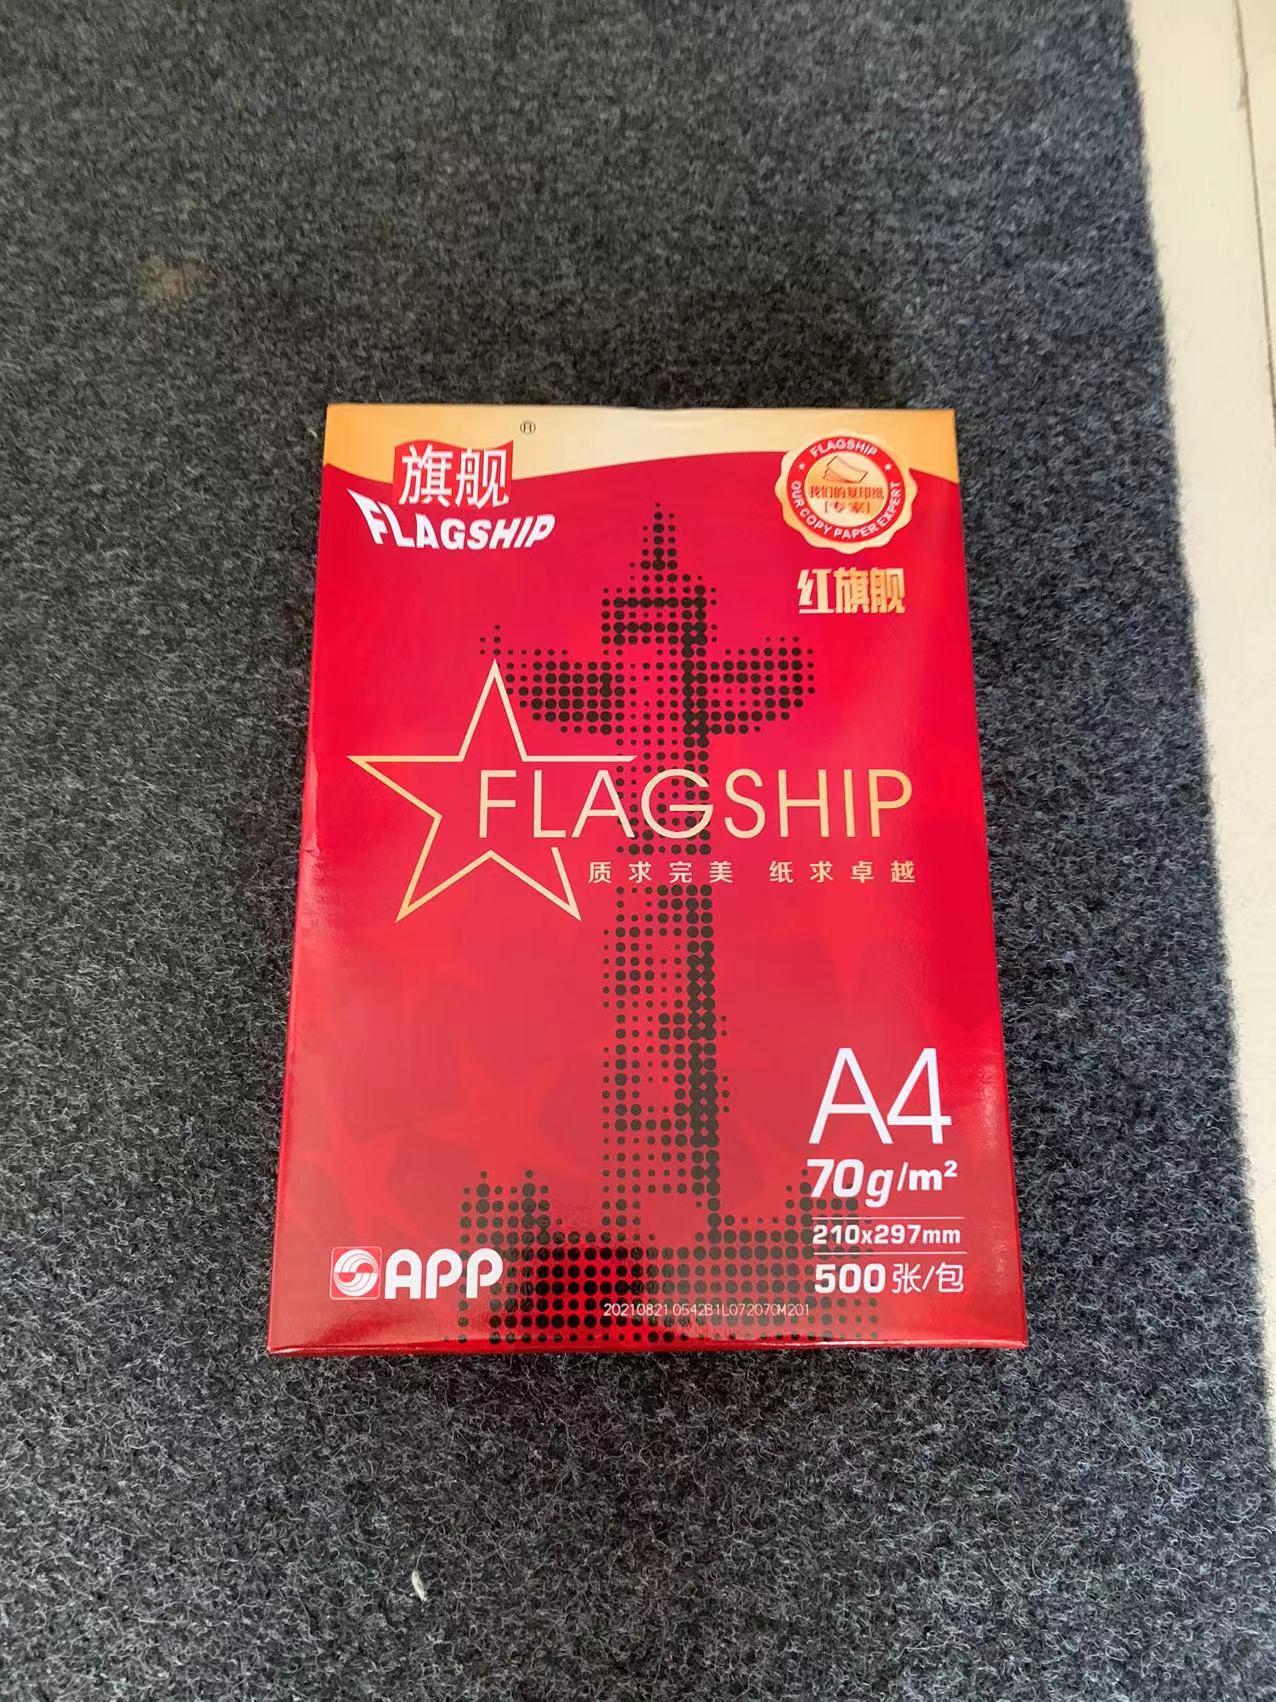 旗舰®
FLAGSHIP
FLAGSHIP
我们的复印纸
[专家]
OUR COPY PAPER EXPERT
红旗舰
FLAGSHIP
质求完美 纸求卓越
A4
70g/m²
210x297mm
500张/包
APP
20210821 0542B1L072070M201